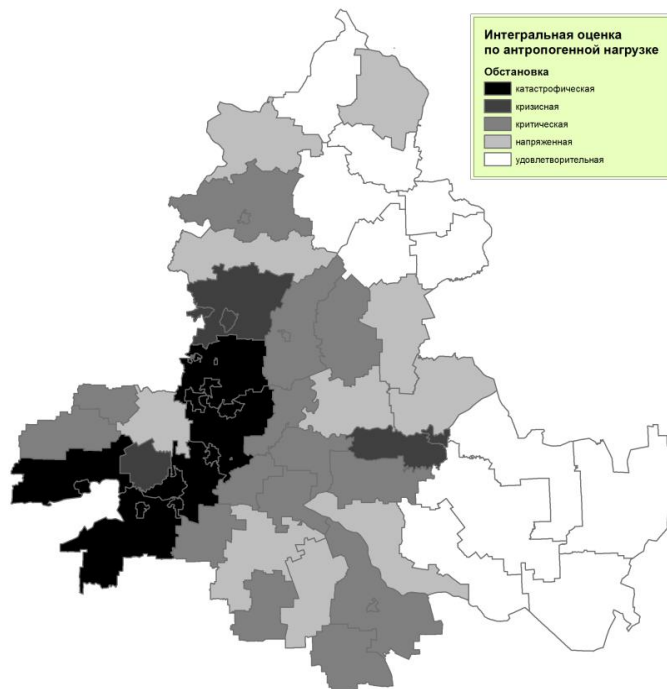 Интегральная оценка
по антропогенной нагрузке
Обстановка
катастрофическая
кризисная
критическая
напряженная
удовлетворительная